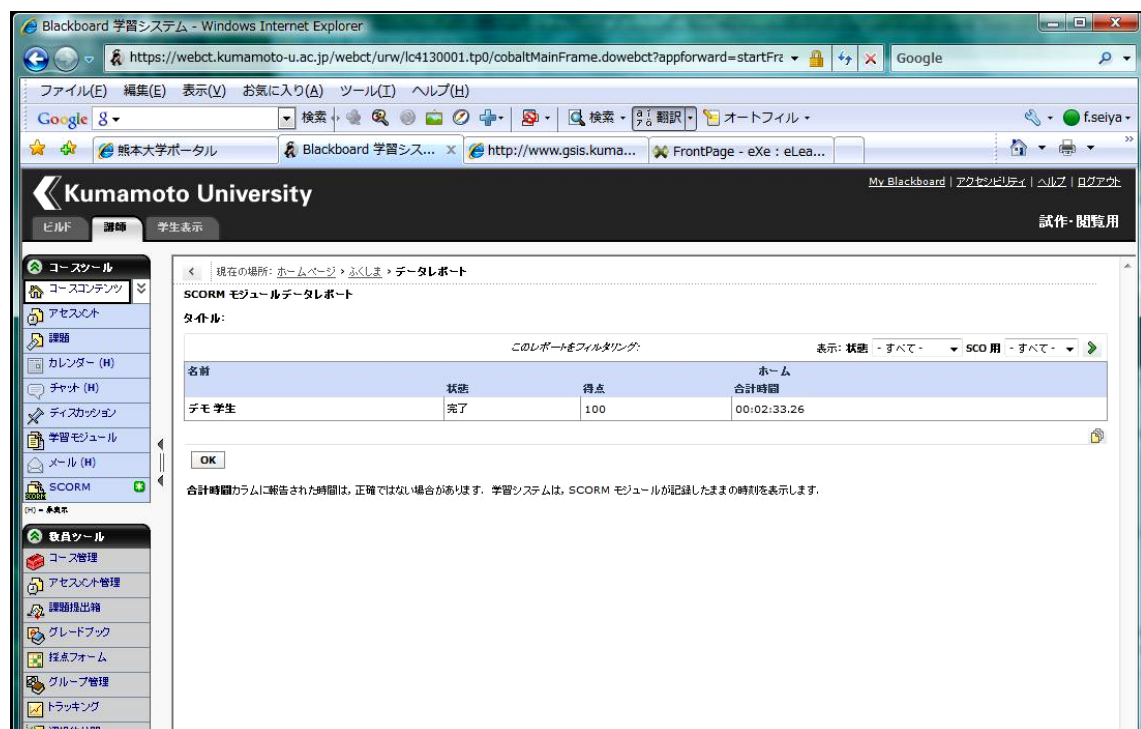 Blackboard 学習システム - Windows Internet Explorer
https://webct.kumamoto-u.ac.jp/webct/urw/lc4130001.tp0/cobaltMainFrame.dowebct?appforward=startFra
Google
ファイル(F) 編集(E) 表示(V) お気に入り(A) ツール(T) ヘルプ(H)
Google 検索 検索 翻訳 オートフィル f.seiya
熊本大学ポータル Blackboard 学習シス... http://www.gsis.kuma... FrontPage - eXe : eLea...
Kumamoto University
My Blackboard | アクセシビリティ | ヘルプ | ログアウト
ビルド 講師 学生表示
試作・閲覧用
コースツール
コースコンテンツ
アセスメント
課題
カレンダー (H)
チャット (H)
ディスカッション
学習モジュール
メール (H)
SCORM
(H) = 非表示
教員ツール
コース管理
アセスメント管理
課題提出箱
グレードブック
採点フォーム
グループ管理
トラッキング
現在の場所: ホームページ › ふくしま › データレポート
SCORM モジュールデータレポート
タイトル:
このレポートをフィルタリング: 表示: 状態 - すべて - SCO 用 - すべて -
名前 ホーム
状態 得点 合計時間
デモ 学生 完了 100 00:02:33.26
OK
合計時間カラムに報告された時間は, 正確ではない場合があります. 学習システムは, SCORM モジュールが記録したままの時刻を表示します.